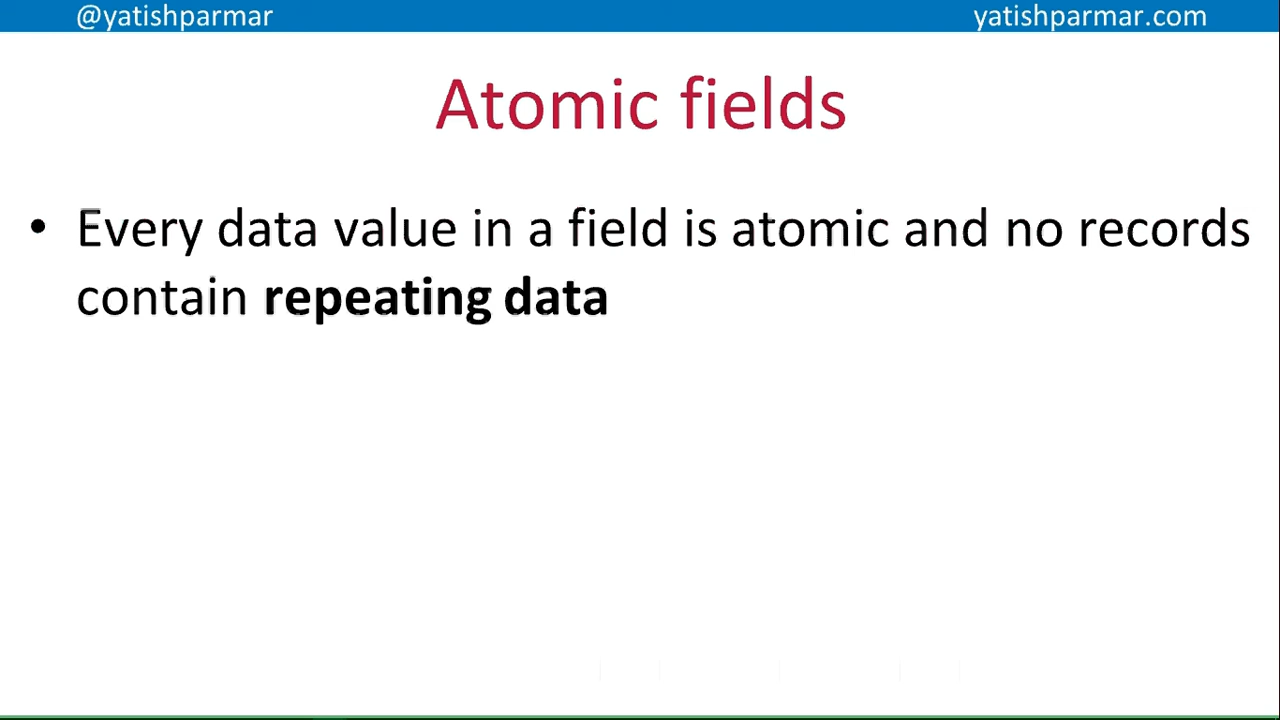 @yatishparmar
yatishparmar.com
Atomic fields
• Every data value in a field is atomic and no records
contain repeating data